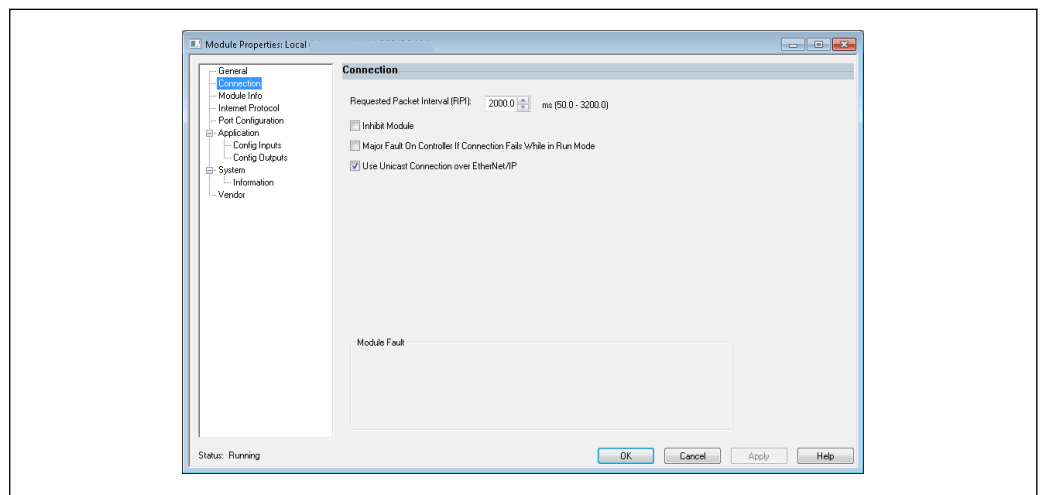 Module Properties: Local
General
Connection
Module Info
Internet Protocol
Port Configuration
Application
Config Inputs
Config Outputs
System
Information
Vendor
Connection
Requested Packet Interval (RPI): 2000.0 ms (50.0 - 3200.0)
Inhibit Module
Major Fault On Controller If Connection Fails While in Run Mode
Use Unicast Connection over EtherNet/IP
Module Fault
Status: Running
OK Cancel Apply Help